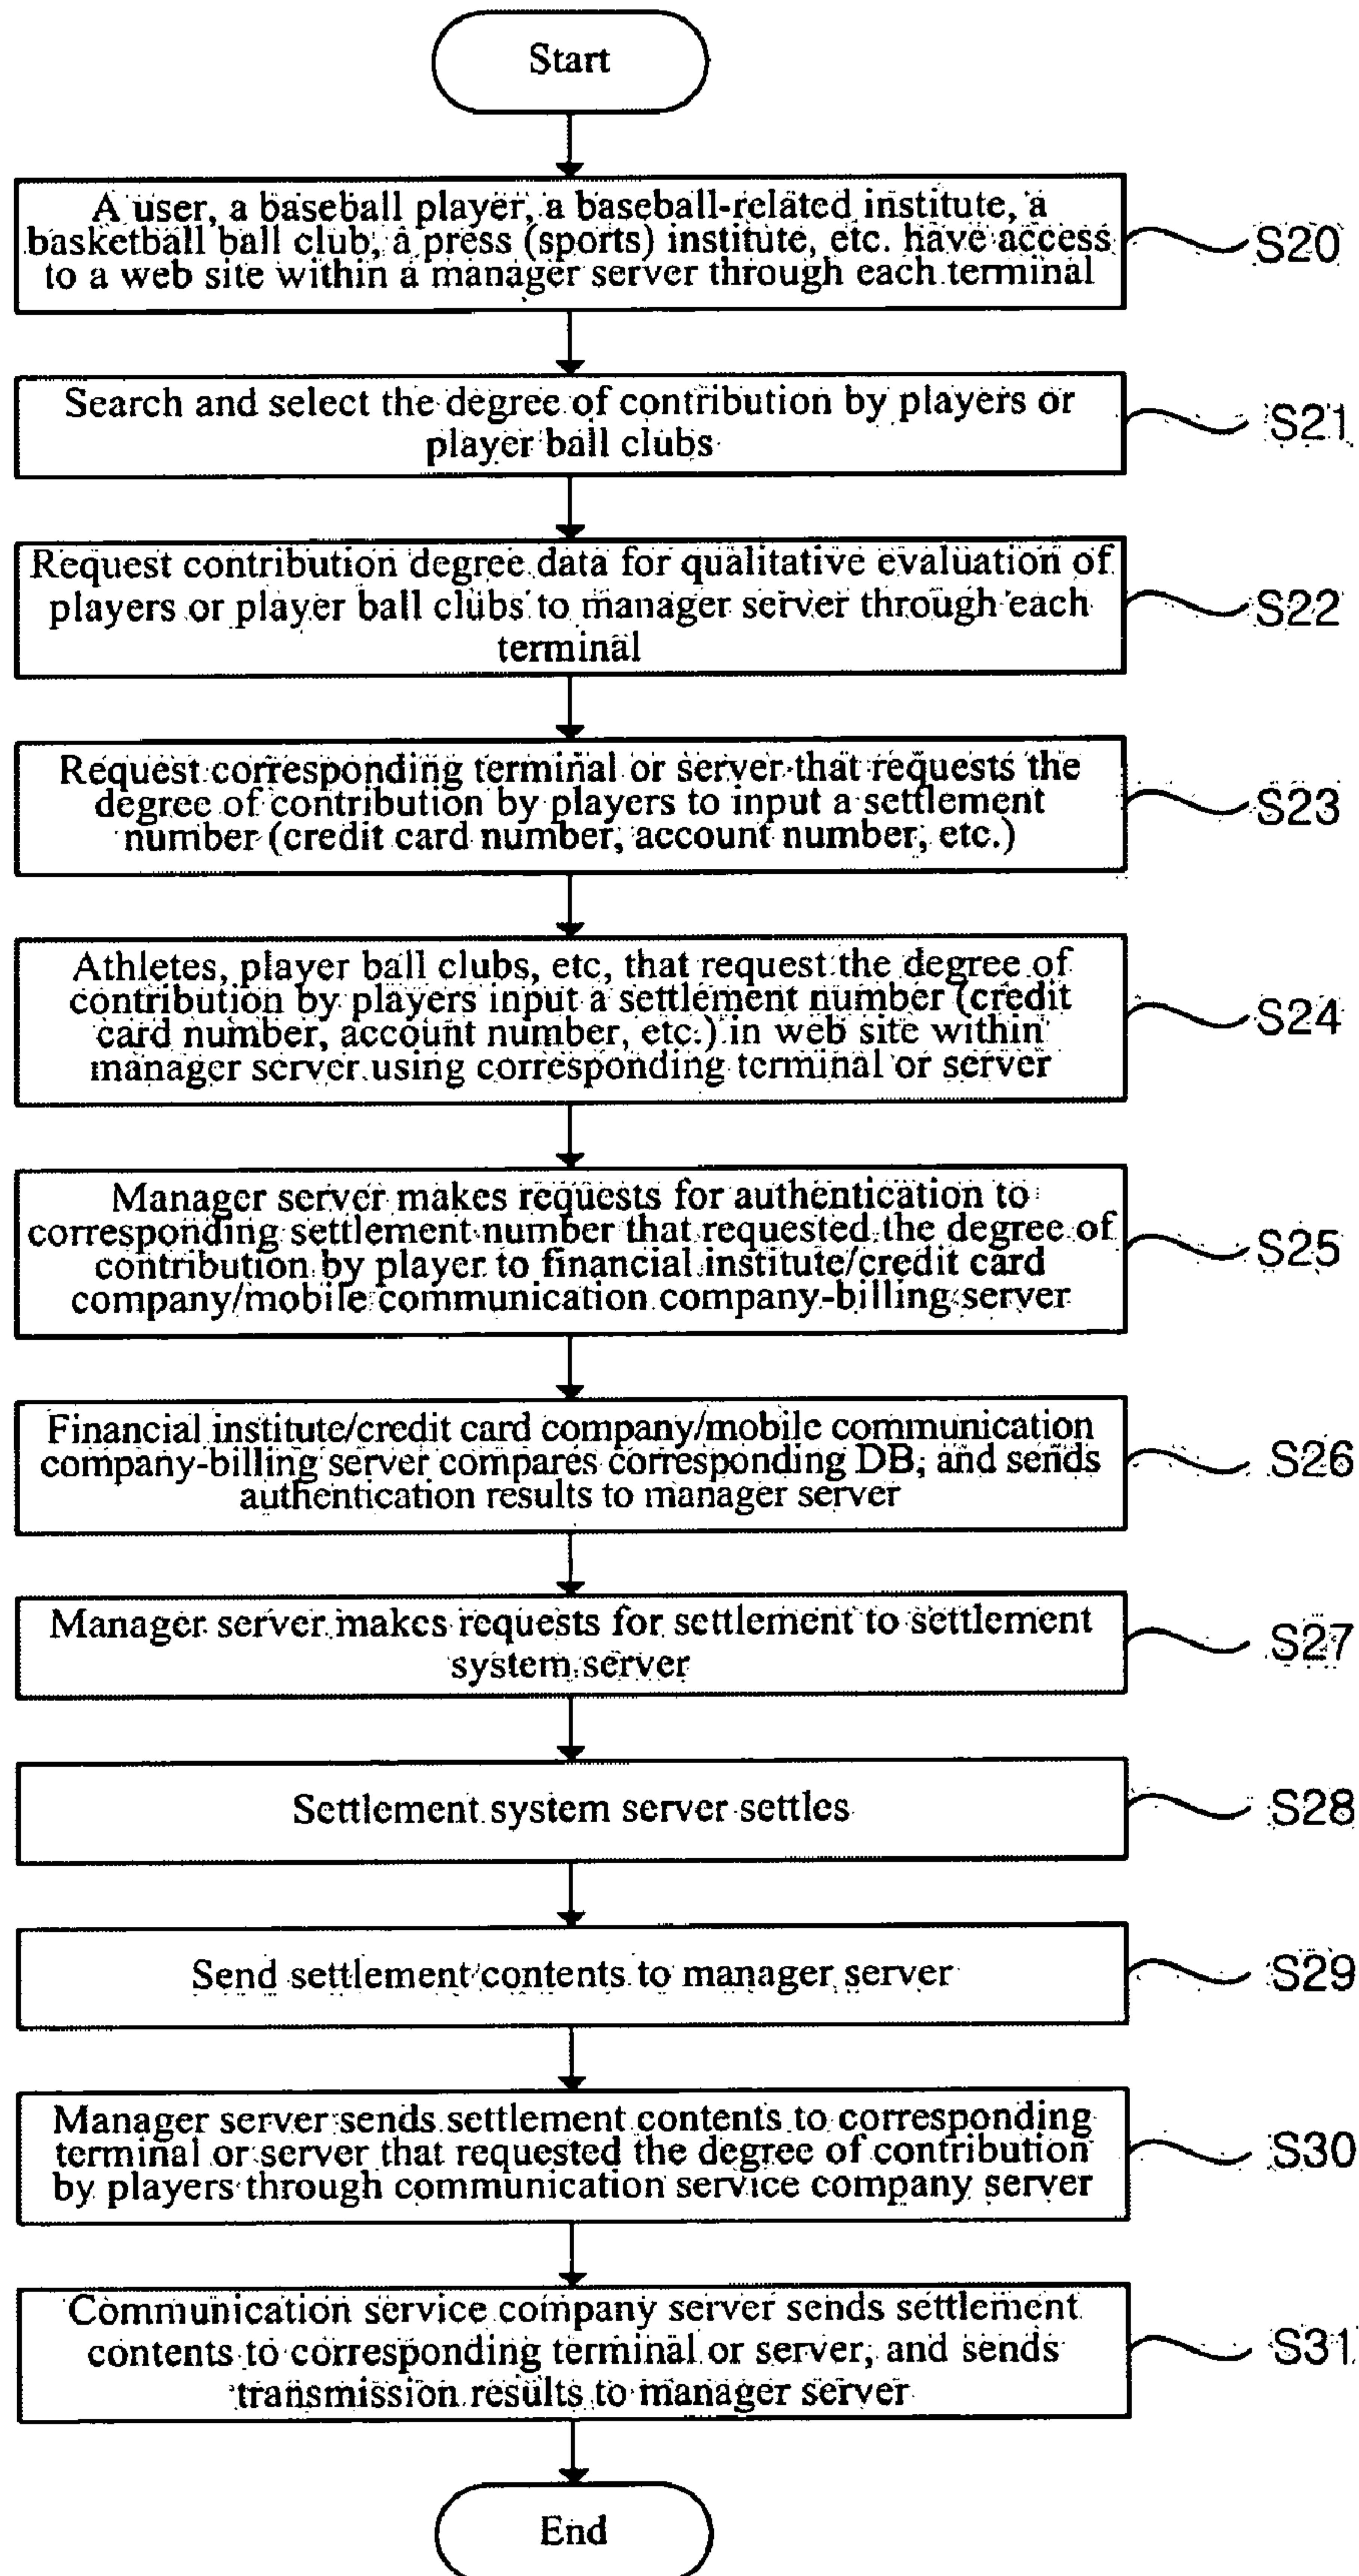 Start
A user, a baseball player, a baseball-related institute, a
basketball ball club, a press (sports) institute, etc. have access
to a web site within a manager server through each terminal
S20
Search and select the degree of contribution by players or
player ball clubs
S21
Request contribution degree data for qualitative evaluation of
players or player ball clubs to manager server through each
terminal
S22
Request corresponding terminal or server that requests the
degree of contribution by players to input a settlement
number (credit card number, account number, etc.)
S23
Athletes, player ball clubs, etc, that request the degree of
contribution by players input a settlement number (credit
card number, account number, etc.) in web site within
manager server using corresponding terminal or server
S24
Manager server makes requests for authentication to
corresponding settlement number that requested the degree of
contribution by player to financial institute/credit card
company/mobile communication company-billing server
S25
Financial institute/credit card company/mobile communication
company-billing server compares corresponding DB, and sends
authentication results to manager server
S26
Manager server makes requests for settlement to settlement
system server
S27
Settlement system server settles
S28
Send settlement contents to manager server
S29
Manager server sends settlement contents to corresponding
terminal or server that requested the degree of contribution
by players through communication service company server
S30
Communication service company server sends settlement
contents to corresponding terminal or server, and sends
transmission results to manager server
S31
End